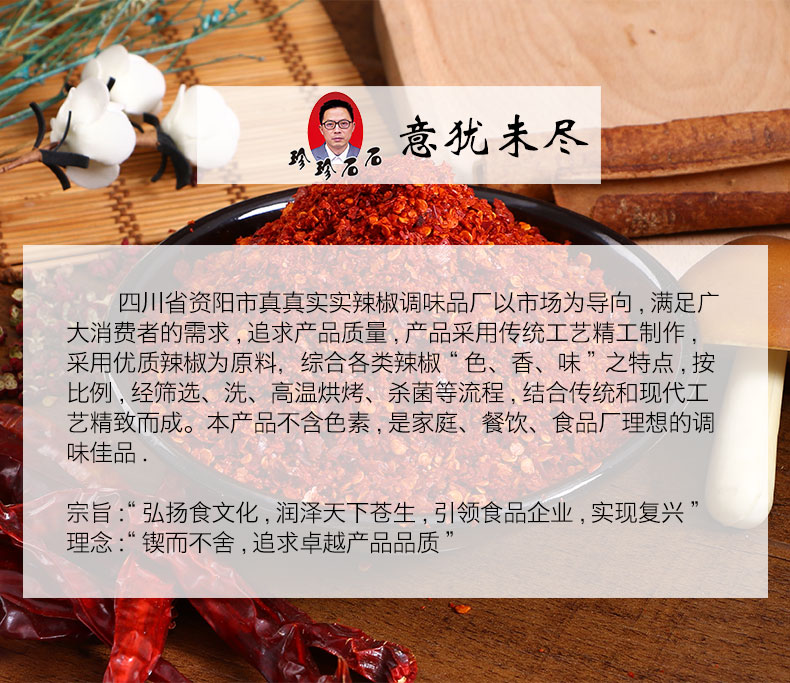 珍珍石石
意犹未尽
四川省资阳市真真实实辣椒调味品厂以市场为导向，满足广
大消费者的需求，追求产品质量，产品采用传统工艺精工制作，
采用优质辣椒为原料，综合各类辣椒“色、香、味”之特点，按
比例，经筛选、洗、高温烘烤、杀菌等流程，结合传统和现代工
艺精致而成。本产品不含色素，是家庭、餐饮、食品厂理想的调
味佳品.
宗旨:“弘扬食文化，润泽天下苍生，引领食品企业，实现复兴”
理念:“锲而不舍，追求卓越产品品质”